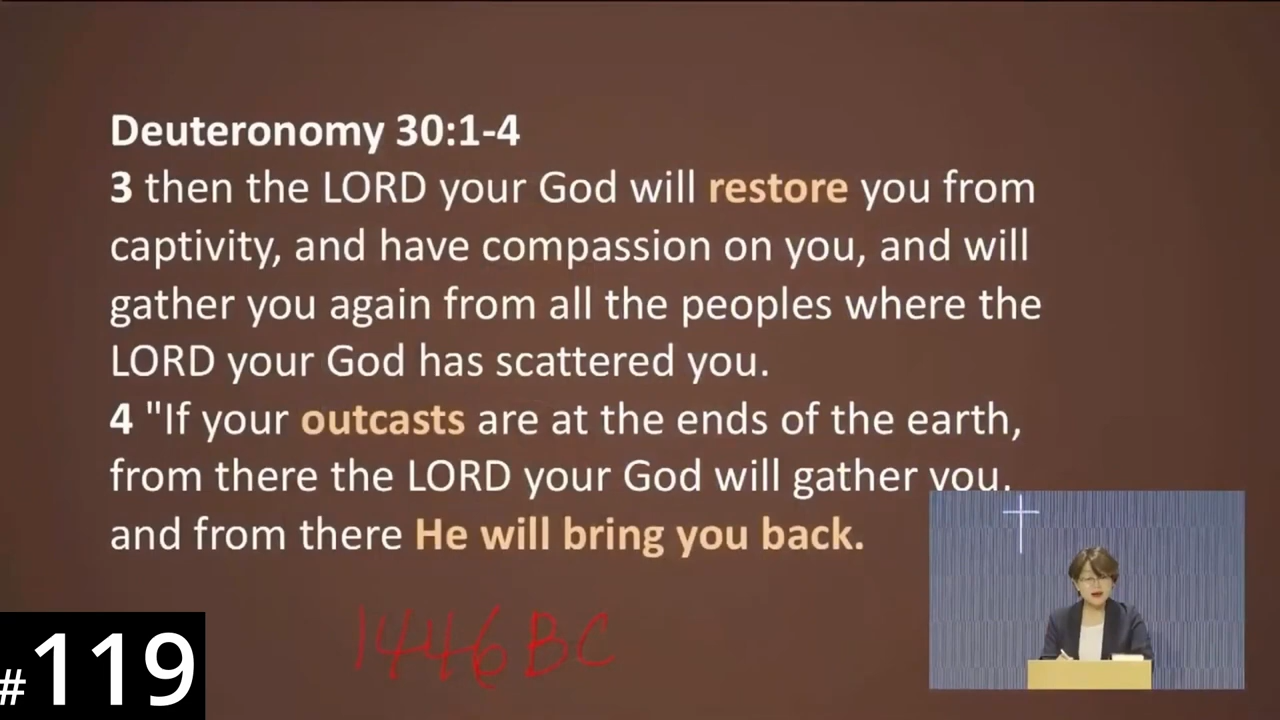 Deuteronomy 30:1-4
3 then the LORD your God will restore you from
captivity, and have compassion on you, and will
gather you again from all the peoples where the
LORD your God has scattered you.
4 "If your outcasts are at the ends of the earth,
from there the LORD your God will gather you,
and from there He will bring you back.
1446 BC
#119